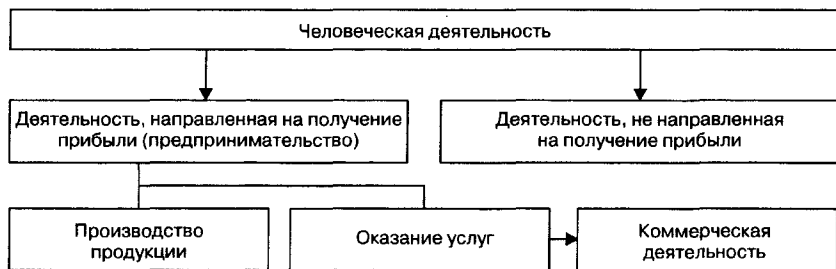 Человеческая деятельность
Деятельность, направленная на получение
прибыли (предпринимательство)
Деятельность, не направленная
на получение прибыли
Производство
продукции
Оказание услуг
Коммерческая
деятельность